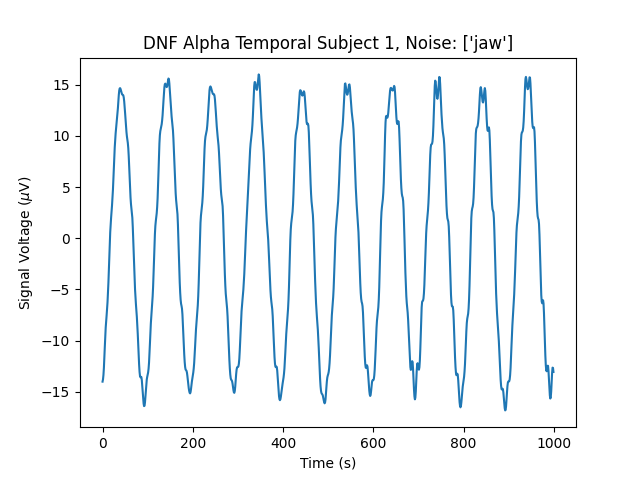 DNF Alpha Temporal Subject 1, Noise: ['jaw']
Signal Voltage (μV)
15
10
5
0
−5
−10
−15
0 200 400 600 800 1000
Time (s)